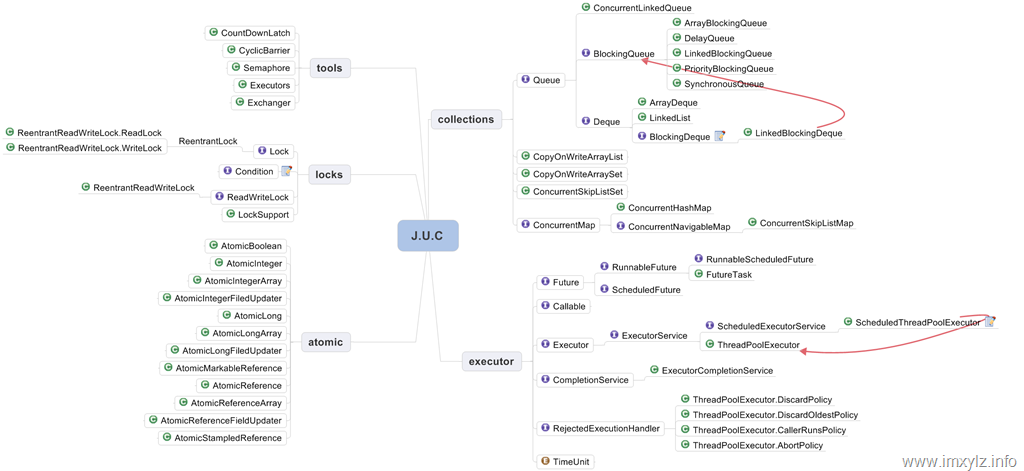 J.U.C
tools
CountDownLatch
CyclicBarrier
Semaphore
Executors
Exchanger
locks
Lock
ReentrantLock
ReentrantReadWriteLock.ReadLock
ReentrantReadWriteLock.WriteLock
Condition
ReadWriteLock
ReentrantReadWriteLock
LockSupport
atomic
AtomicBoolean
AtomicInteger
AtomicIntegerArray
AtomicIntegerFiledUpdater
AtomicLong
AtomicLongArray
AtomicLongFiledUpdater
AtomicMarkableReference
AtomicReference
AtomicReferenceArray
AtomicReferenceFieldUpdater
AtomicStampledReference
collections
Queue
ConcurrentLinkedQueue
BlockingQueue
ArrayBlockingQueue
DelayQueue
LinkedBlockingQueue
PriorityBlockingQueue
SynchronousQueue
Deque
ArrayDeque
LinkedList
BlockingDeque
LinkedBlockingDeque
CopyOnWriteArrayList
CopyOnWriteArraySet
ConcurrentSkipListSet
ConcurrentMap
ConcurrentHashMap
ConcurrentNavigableMap
ConcurrentSkipListMap
executor
Future
RunnableFuture
RunnableScheduledFuture
FutureTask
ScheduledFuture
Callable
Executor
ExecutorService
ScheduledExecutorService
ScheduledThreadPoolExecutor
ThreadPoolExecutor
CompletionService
ExecutorCompletionService
RejectedExecutionHandler
ThreadPoolExecutor.DiscardPolicy
ThreadPoolExecutor.DiscardOldestPolicy
ThreadPoolExecutor.CallerRunsPolicy
ThreadPoolExecutor.AbortPolicy
TimeUnit
www.imxylz.info